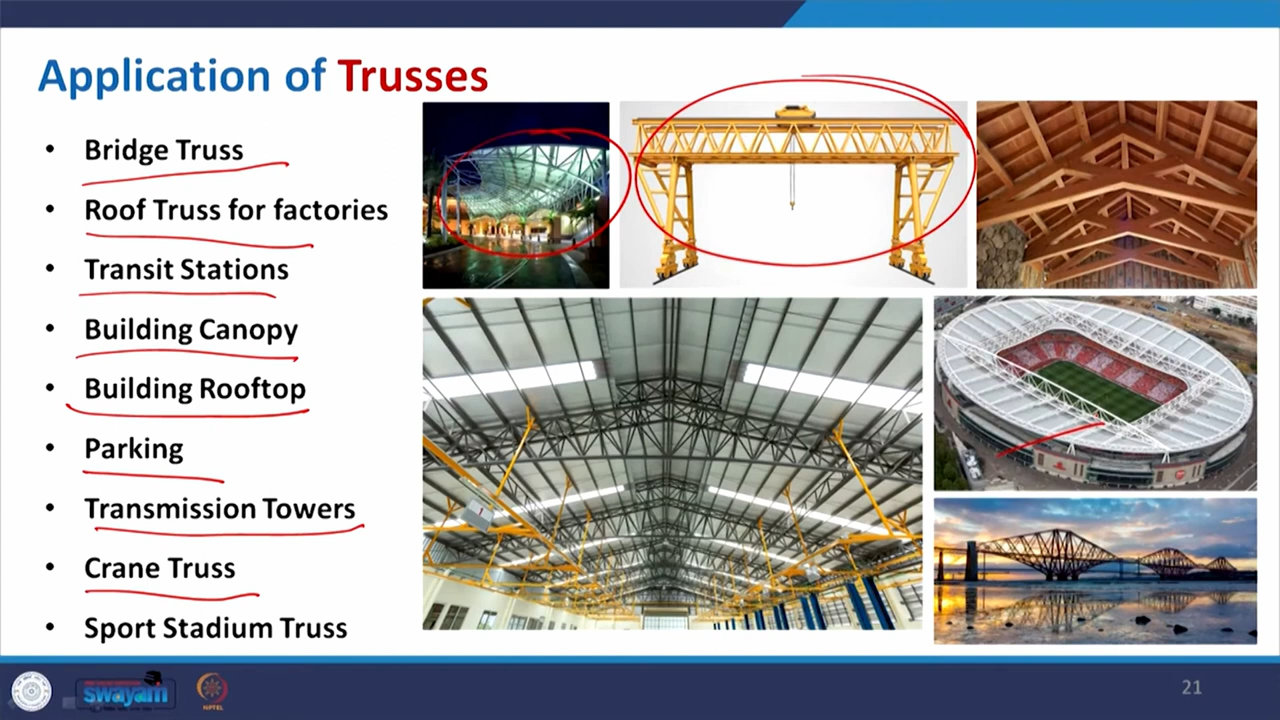 Application of Trusses
• Bridge Truss
• Roof Truss for factories
• Transit Stations
• Building Canopy
• Building Rooftop
• Parking
• Transmission Towers
• Crane Truss
• Sport Stadium Truss
swayam
NPTEL
21